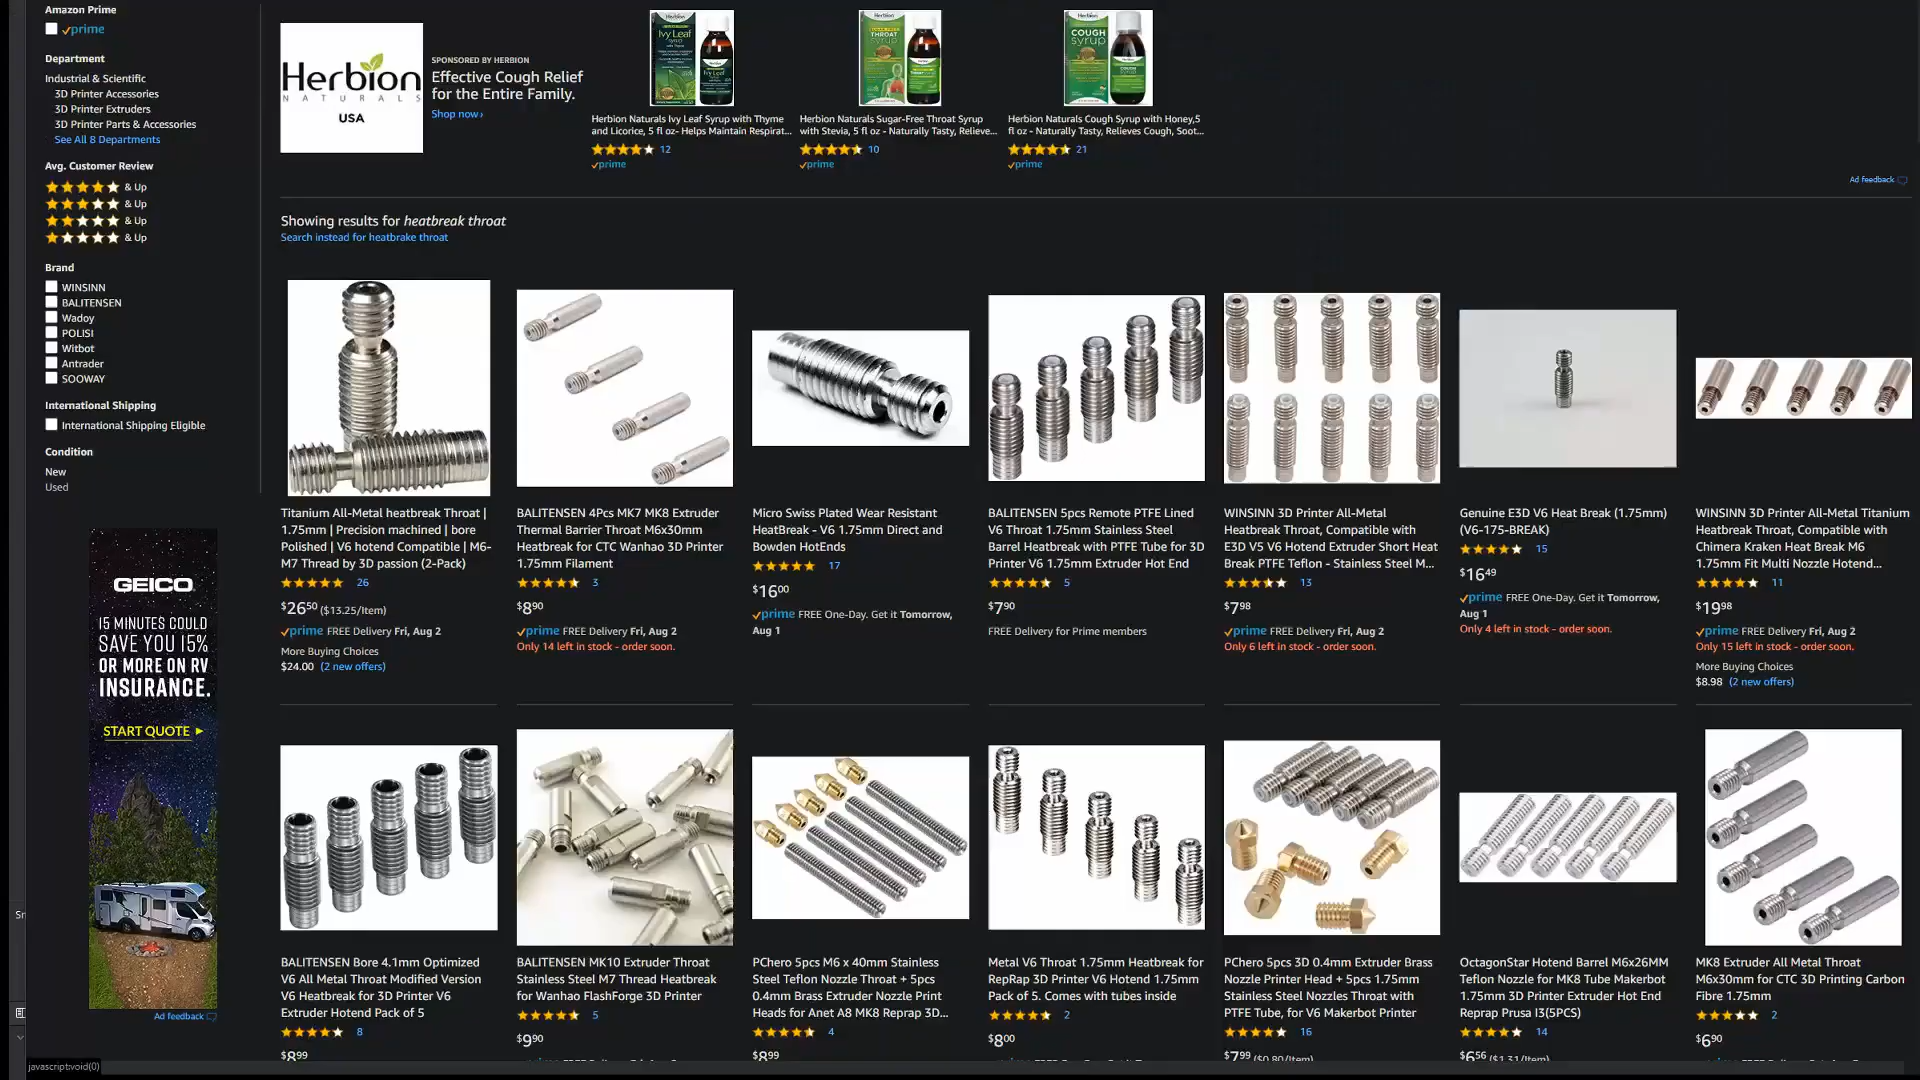 Amazon Prime
prime
Department
Industrial & Scientific
3D Printer Accessories
3D Printer Extruders
3D Printer Parts & Accessories
See All 8 Departments
Avg. Customer Review
& Up
& Up
& Up
& Up
Brand
WINSINN
BALITENSEN
Wadoy
POLISI
Witbot
Antrader
SOOWAY
International Shipping
International Shipping Eligible
Condition
New
Used
GEICO
15 MINUTES COULD
SAVE YOU 15%
OR MORE ON RV
INSURANCE.
START QUOTE
Ad feedback
Herbion
NATURALS
USA
SPONSORED BY HERBION
Effective Cough Relief
for the Entire Family.
Shop now›
Herbion Naturals Ivy Leaf Syrup with Thyme
and Licorice, 5 fl oz- Helps Maintain Respirat...
12
prime
Herbion Naturals Sugar-Free Throat Syrup
with Stevia, 5 fl oz - Naturally Tasty, Relieve...
10
prime
Herbion Naturals Cough Syrup with Honey,5
fl oz - Naturally Tasty, Relieves Cough, Soot...
21
prime
Ad feedback
Showing results for heatbreak throat
Search instead for heatbrake throat
Titanium All-Metal heatbreak Throat |
1.75mm | Precision machined | bore
Polished | V6 hotend Compatible | M6-
M7 Thread by 3D passion (2-Pack)
26
$2650 ($13.25/Item)
prime FREE Delivery Fri, Aug 2
More Buying Choices
$24.00 (2 new offers)
BALITENSEN 4Pcs MK7 MK8 Extruder
Thermal Barrier Throat M6x30mm
Heatbreak for CTC Wanhao 3D Printer
1.75mm Filament
3
$890
prime FREE Delivery Fri, Aug 2
Only 14 left in stock - order soon.
Micro Swiss Plated Wear Resistant
HeatBreak - V6 1.75mm Direct and
Bowden HotEnds
17
$1600
prime FREE One-Day. Get it Tomorrow,
Aug 1
BALITENSEN 5pcs Remote PTFE Lined
V6 Throat 1.75mm Stainless Steel
Barrel Heatbreak with PTFE Tube for 3D
Printer V6 1.75mm Extruder Hot End
5
$790
FREE Delivery for Prime members
WINSINN 3D Printer All-Metal
Heatbreak Throat, Compatible with
E3D V5 V6 Hotend Extruder Short Heat
Break PTFE Teflon - Stainless Steel M...
13
$798
prime FREE Delivery Fri, Aug 2
Only 6 left in stock - order soon.
Genuine E3D V6 Heat Break (1.75mm)
(V6-175-BREAK)
15
$1649
prime FREE One-Day. Get it Tomorrow,
Aug 1
Only 4 left in stock - order soon.
WINSINN 3D Printer All-Metal Titanium
Heatbreak Throat, Compatible with
Chimera Kraken Heat Break M6
1.75mm Fit Multi Nozzle Hotend...
11
$1998
prime FREE Delivery Fri, Aug 2
Only 15 left in stock - order soon.
More Buying Choices
$8.98 (2 new offers)
BALITENSEN Bore 4.1mm Optimized
V6 All Metal Throat Modified Version
V6 Heatbreak for 3D Printer V6
Extruder Hotend Pack of 5
8
$899
BALITENSEN MK10 Extruder Throat
Stainless Steel M7 Thread Heatbreak
for Wanhao FlashForge 3D Printer
5
$990
PChero 5pcs M6 x 40mm Stainless
Steel Teflon Nozzle Throat + 5pcs
0.4mm Brass Extruder Nozzle Print
Heads for Anet A8 MK8 Reprap 3D...
4
$899
Metal V6 Throat 1.75mm Heatbreak for
RepRap 3D Printer V6 Hotend 1.75mm
Pack of 5. Comes with tubes inside
2
$800
PChero 5pcs 3D 0.4mm Extruder Brass
Nozzle Printer Head + 5pcs 1.75mm
Stainless Steel Nozzles Throat with
PTFE Tube, for V6 Makerbot Printer
16
$799 ($0.80/Item)
OctagonStar Hotend Barrel M6x26MM
Teflon Nozzle for MK8 Tube Makerbot
1.75mm 3D Printer Extruder Hot End
Reprap Prusa I3(5PCS)
14
$656 ($1.31/Item)
MK8 Extruder All Metal Throat
M6x30mm for CTC 3D Printing Carbon
Fibre 1.75mm
2
$690
javascript:void(0)